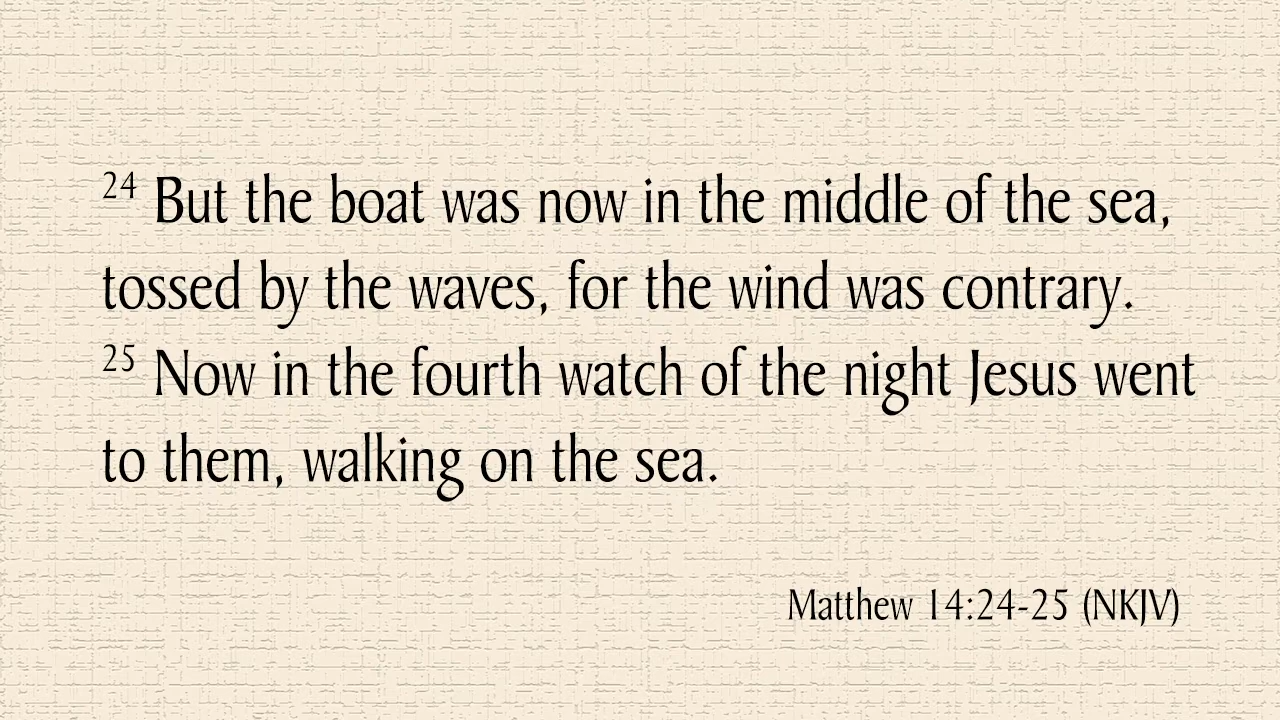 24 But the boat was now in the middle of the sea,
tossed by the waves, for the wind was contrary.
25 Now in the fourth watch of the night Jesus went
to them, walking on the sea.
Matthew 14:24-25 (NKJV)